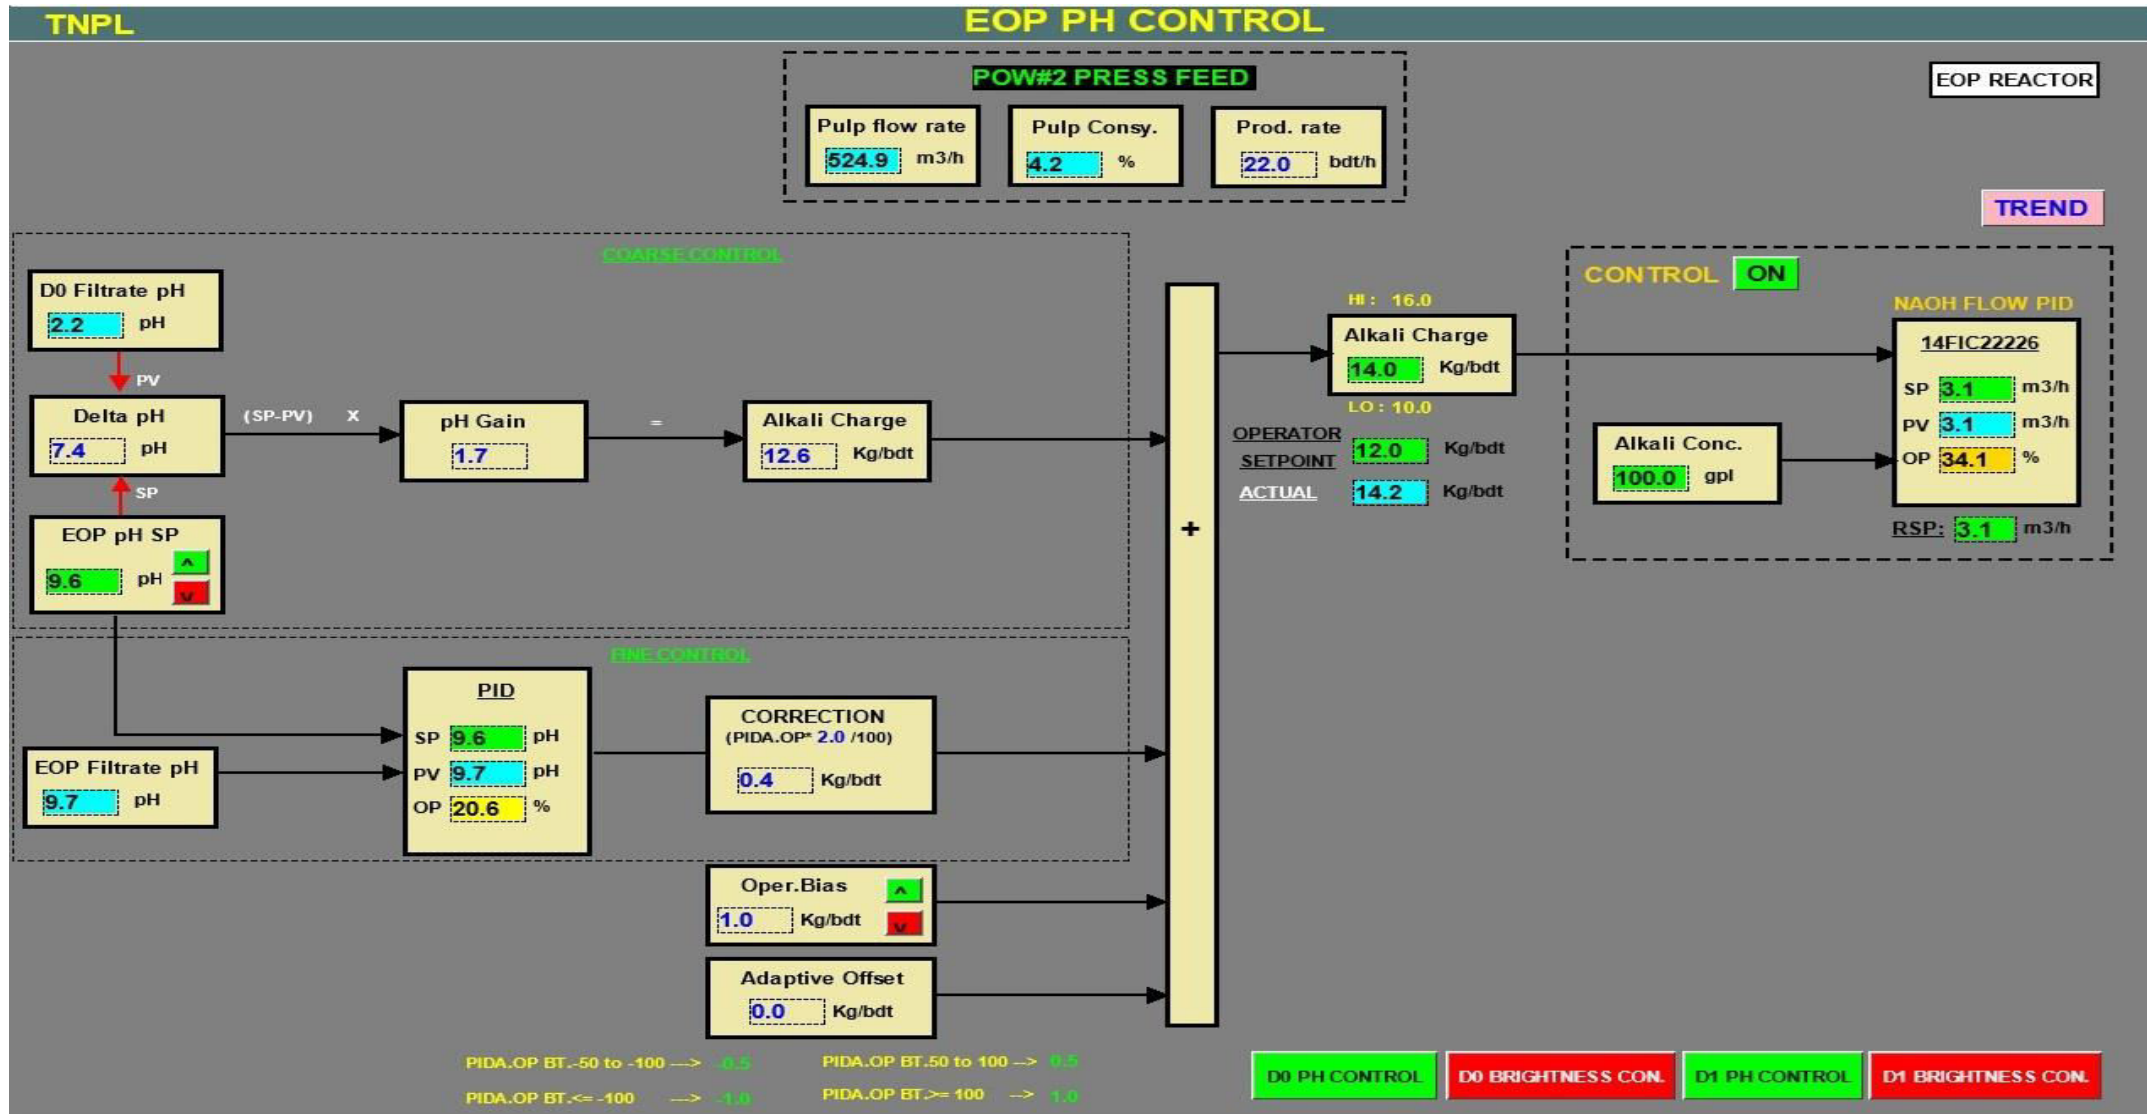 TNPL
EOP PH CONTROL
POW#2 PRESS FEED
EOP REACTOR
Pulp flow rate
524.9 m3/h
Pulp Consy.
4.2 %
Prod. rate
22.0 bdt/h
TREND
COARSE CONTROL
D0 Filtrate pH
2.2 pH
PV
Delta pH
7.4 pH
(SP-PV) X
pH Gain
1.7
=
Alkali Charge
12.6 Kg/bdt
SP
EOP pH SP
9.6 pH
^
v
FINE CONTROL
PID
SP 9.6 pH
PV 9.7 pH
OP 20.6 %
EOP Filtrate pH
9.7 pH
CORRECTION
(PIDA.OP* 2.0 /100)
0.4 Kg/bdt
Oper.Bias
1.0 Kg/bdt
^
v
Adaptive Offset
0.0 Kg/bdt
+
HI : 16.0
Alkali Charge
14.0 Kg/bdt
LO : 10.0
OPERATOR
SETPOINT 12.0 Kg/bdt
ACTUAL 14.2 Kg/bdt
CONTROL ON
NAOH FLOW PID
14FIC22226
SP 3.1 m3/h
PV 3.1 m3/h
OP 34.1 %
Alkali Conc.
100.0 gpl
RSP: 3.1 m3/h
PIDA.OP BT.-50 to -100 ---> -0.5
PIDA.OP BT.50 to 100 --> 0.5
PIDA.OP BT.<= -100 ---> -1.0
PIDA.OP BT.>= 100 --> 1.0
D0 PH CONTROL
D0 BRIGHTNESS CON.
D1 PH CONTROL
D1 BRIGHTNESS CON.